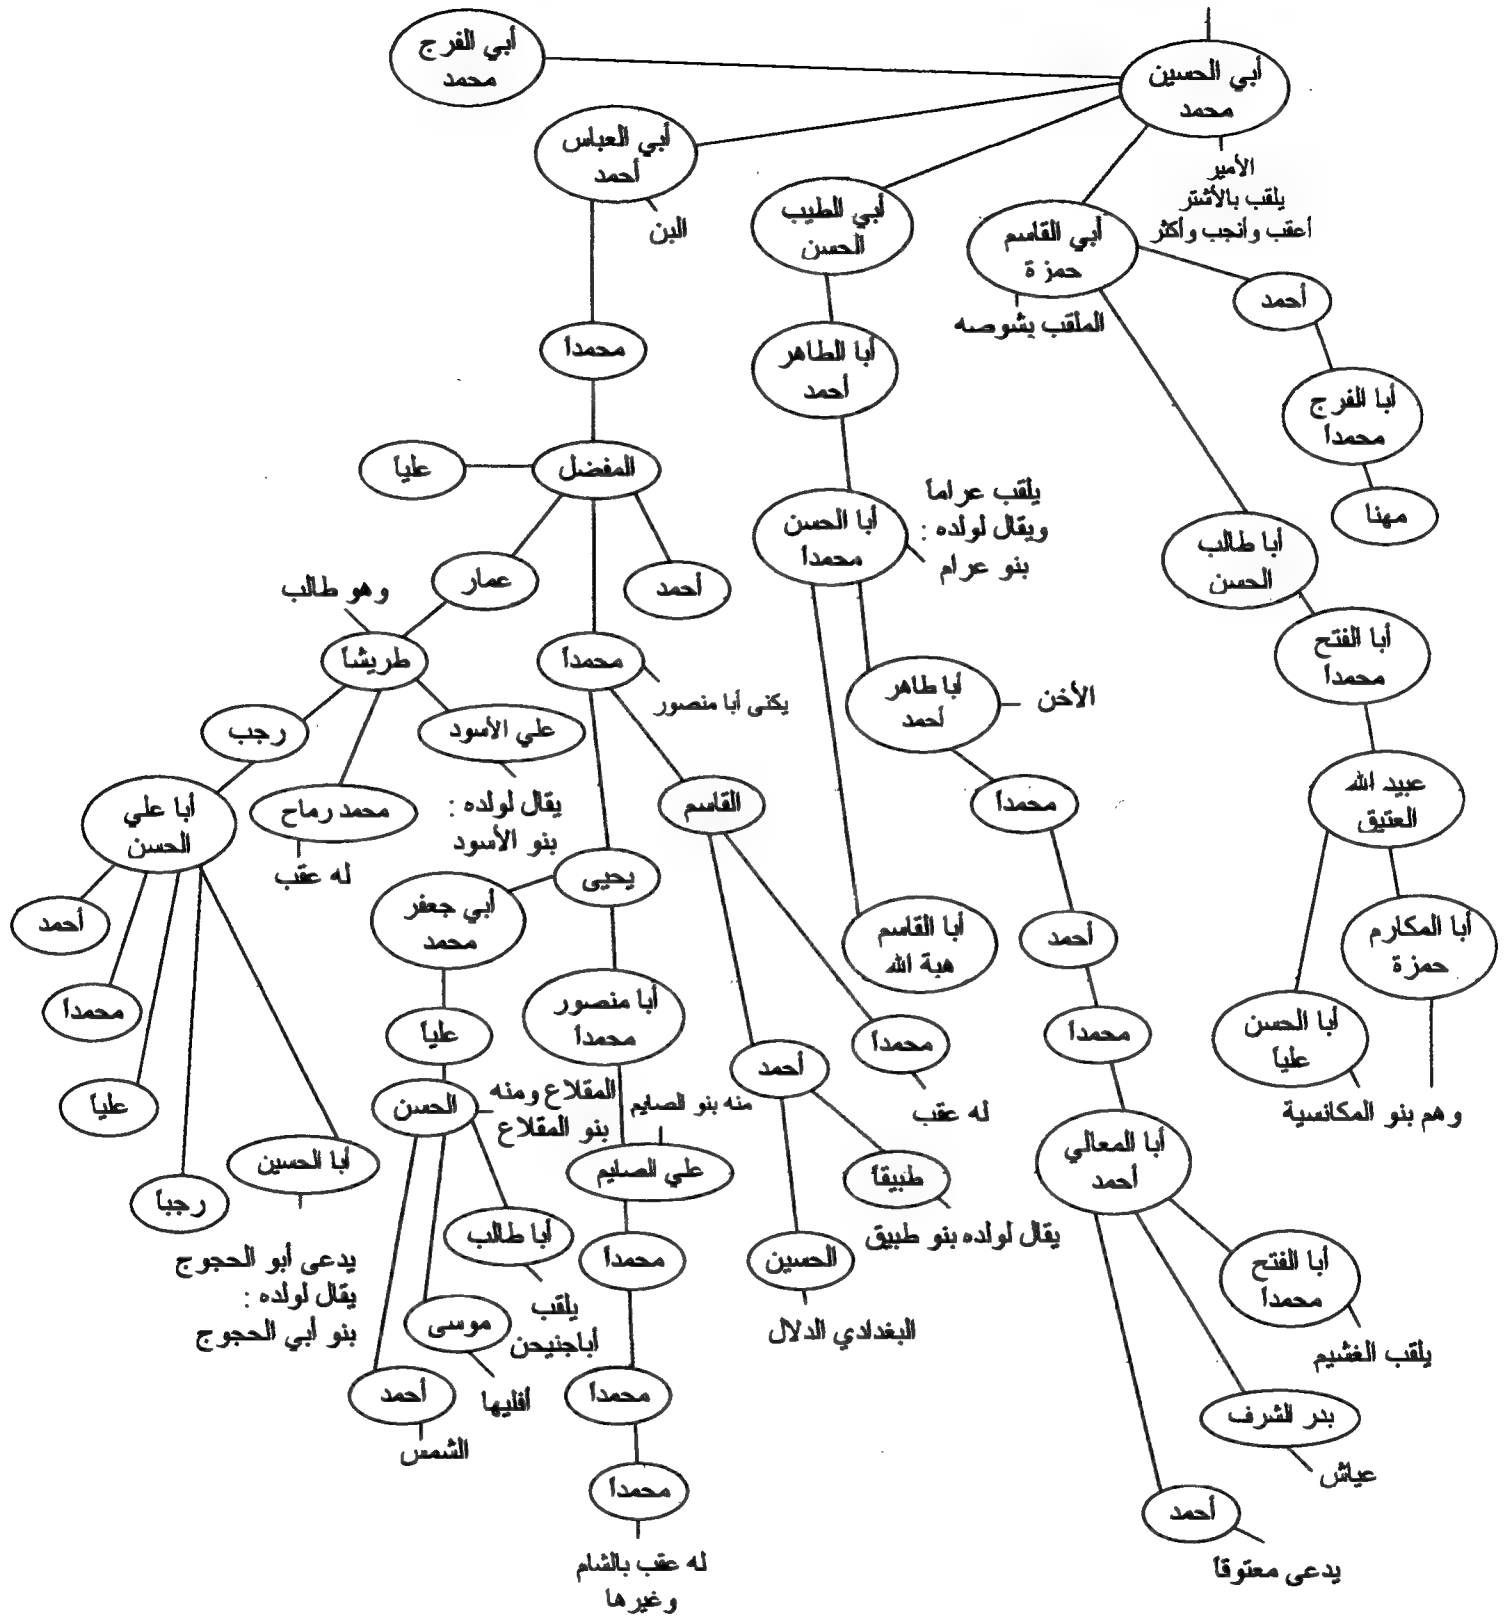 أبي الحسين
محمد
الأمير
يلقب بالأشتر
أعقب وأنجب وأكثر
أبي الفرج
محمد
أبي العباس
أحمد
البن
أبي الطيب
الحسن
أبي القاسم
حمزة
الملقب بشوصه
أحمد
أبا الفرج
محمداً
مهنا
أبا طالب
الحسن
أبا الفتح
محمداً
عبيد الله
العتيق
أبا المكارم
حمزة
أبا الحسن
علياً
وهم بنو المكانسية
أبا الطاهر
أحمد
أبا الحسن
محمداً
يلقب عراماً
ويقال لولده :
بنو عرام
أبا طاهر
أحمد
الأخن
محمداً
أحمد
محمداً
أبا المعالي
أحمد
أبا الفتح
محمداً
يلقب الغشيم
بدر الشرف
عياش
أحمد
يدعى معتوقاً
أبا القاسم
هبة الله
محمداً
المفضل
علياً
عمار
أحمد
محمداً
يكنى أبا منصور
وهو طالب
طريشاً
رجب
محمد رماح
له عقب
علي الأسود
يقال لولده :
بنو الأسود
أبا علي
الحسن
أحمد
محمداً
علياً
رجباً
أبا الحسين
يدعى أبو الحجوج
يقال لولده :
بنو أبي الحجوج
القاسم
محمداً
له عقب
أحمد
طبيقاً
يقال لولده بنو طبيق
الحسين
البغدادي الدلال
يحيى
أبي جعفر
محمد
علياً
الحسن
المقلاع ومنه
بنو المقلاع
أبا طالب
يلقب
أباجنيحن
موسى
أقليها
أحمد
الشمس
أبا منصور
محمداً
منه بنو الصايم
علي الصايم
محمداً
محمداً
محمداً
له عقب بالشام
وغيرها